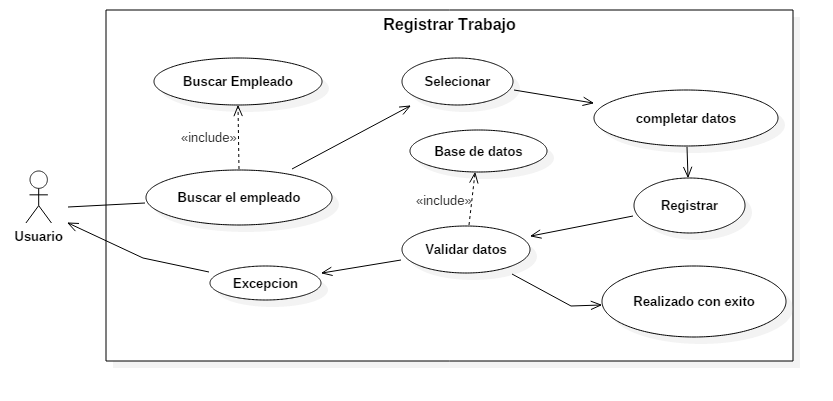 Registrar Trabajo
Buscar Empleado
Selecionar
completar datos
«include»
Base de datos
Buscar el empleado
«include»
Registrar
Usuario
Validar datos
Excepcion
Realizado con exito